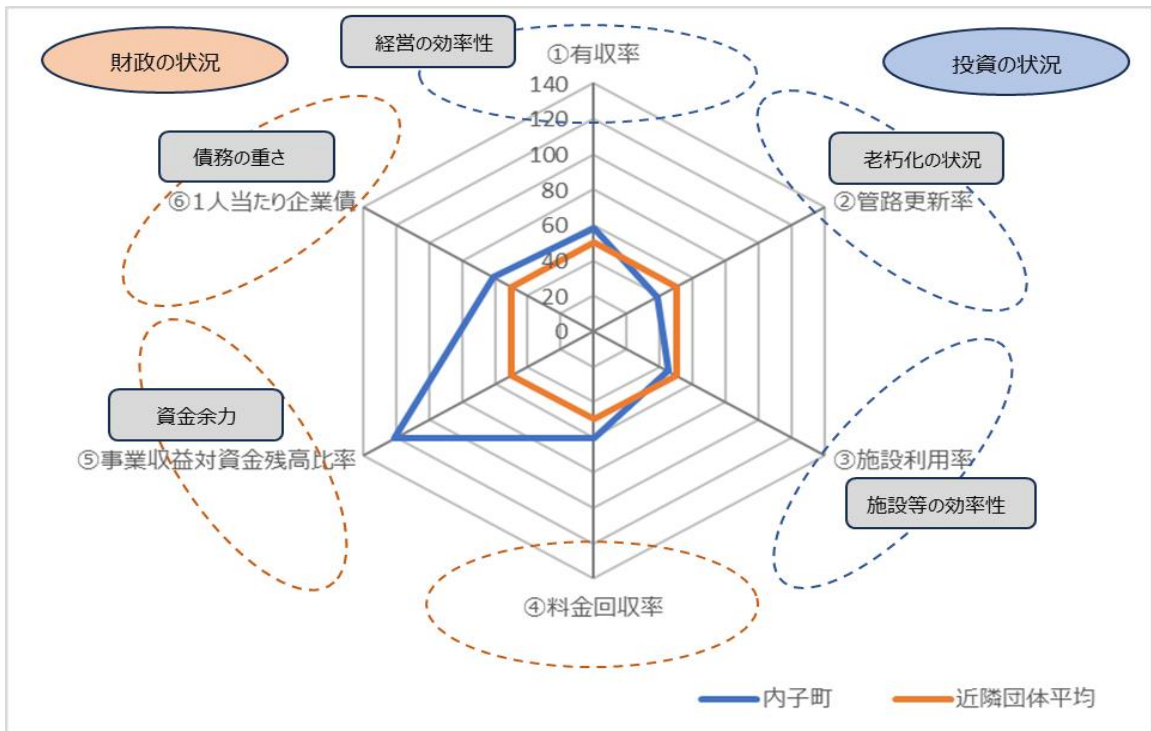 財政の状況
経営の効率性
投資の状況
①有収率
140
120
100
80
60
40
20
0
債務の重さ
⑥1人当たり企業債
老朽化の状況
②管路更新率
資金余力
⑤事業収益対資金残高比率
③施設利用率
施設等の効率性
④料金回収率
内子町
近隣団体平均